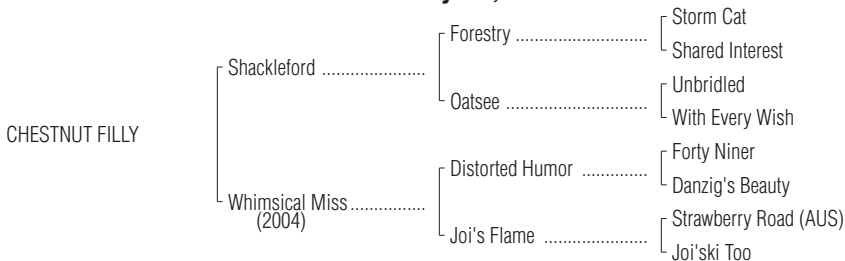 Storm Cat
Forestry ............................
Shared Interest
Shackleford ......................
Unbridled
Oatsee ..............................
With Every Wish
CHESTNUT FILLY
Forty Niner
Distorted Humor ..............
Danzig's Beauty
Whimsical Miss................
(2004)
Strawberry Road (AUS)
Joi's Flame ......................
Joi'ski Too